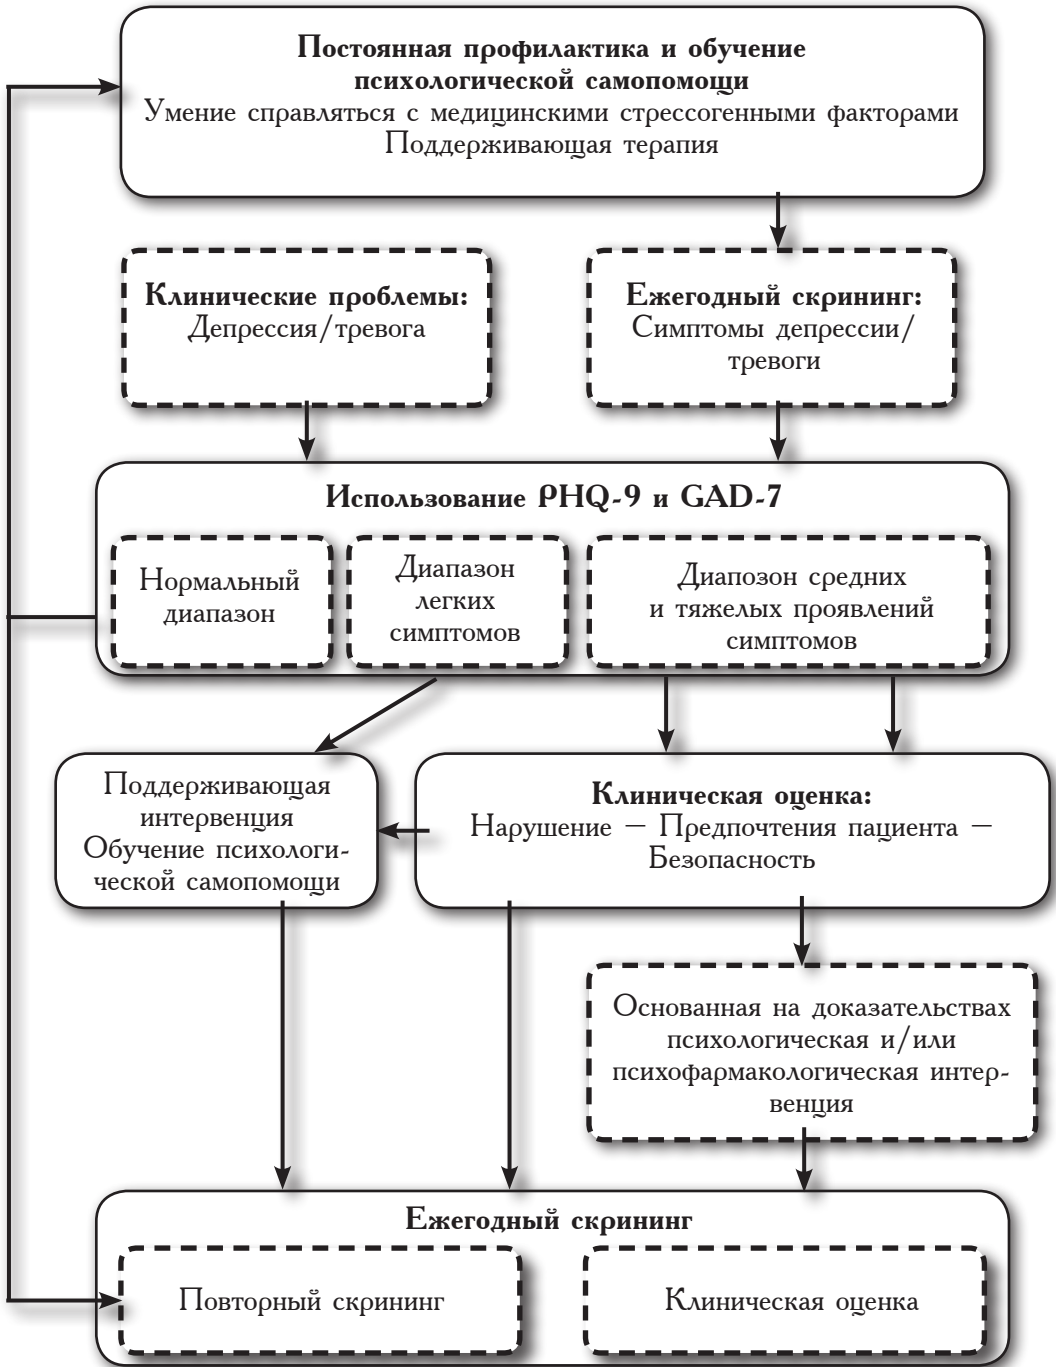 Постоянная профилактика и обучение
психологической самопомощи
Умение справляться с медицинскими стрессогенными факторами
Поддерживающая терапия
Клинические проблемы:
Депрессия/тревога
Ежегодный скрининг:
Симптомы депрессии/
тревоги
Использование PHQ-9 и GAD-7
Нормальный
диапазон
Диапазон
легких
симптомов
Диапозон средних
и тяжелых проявлений
симптомов
Поддерживающая
интервенция
Обучение психологи-
ческой самопомощи
Клиническая оценка:
Нарушение — Предпочтения пациента —
Безопасность
Основанная на доказательствах
психологическая и/или
психофармакологическая интер-
венция
Ежегодный скрининг
Повторный скрининг
Клиническая оценка